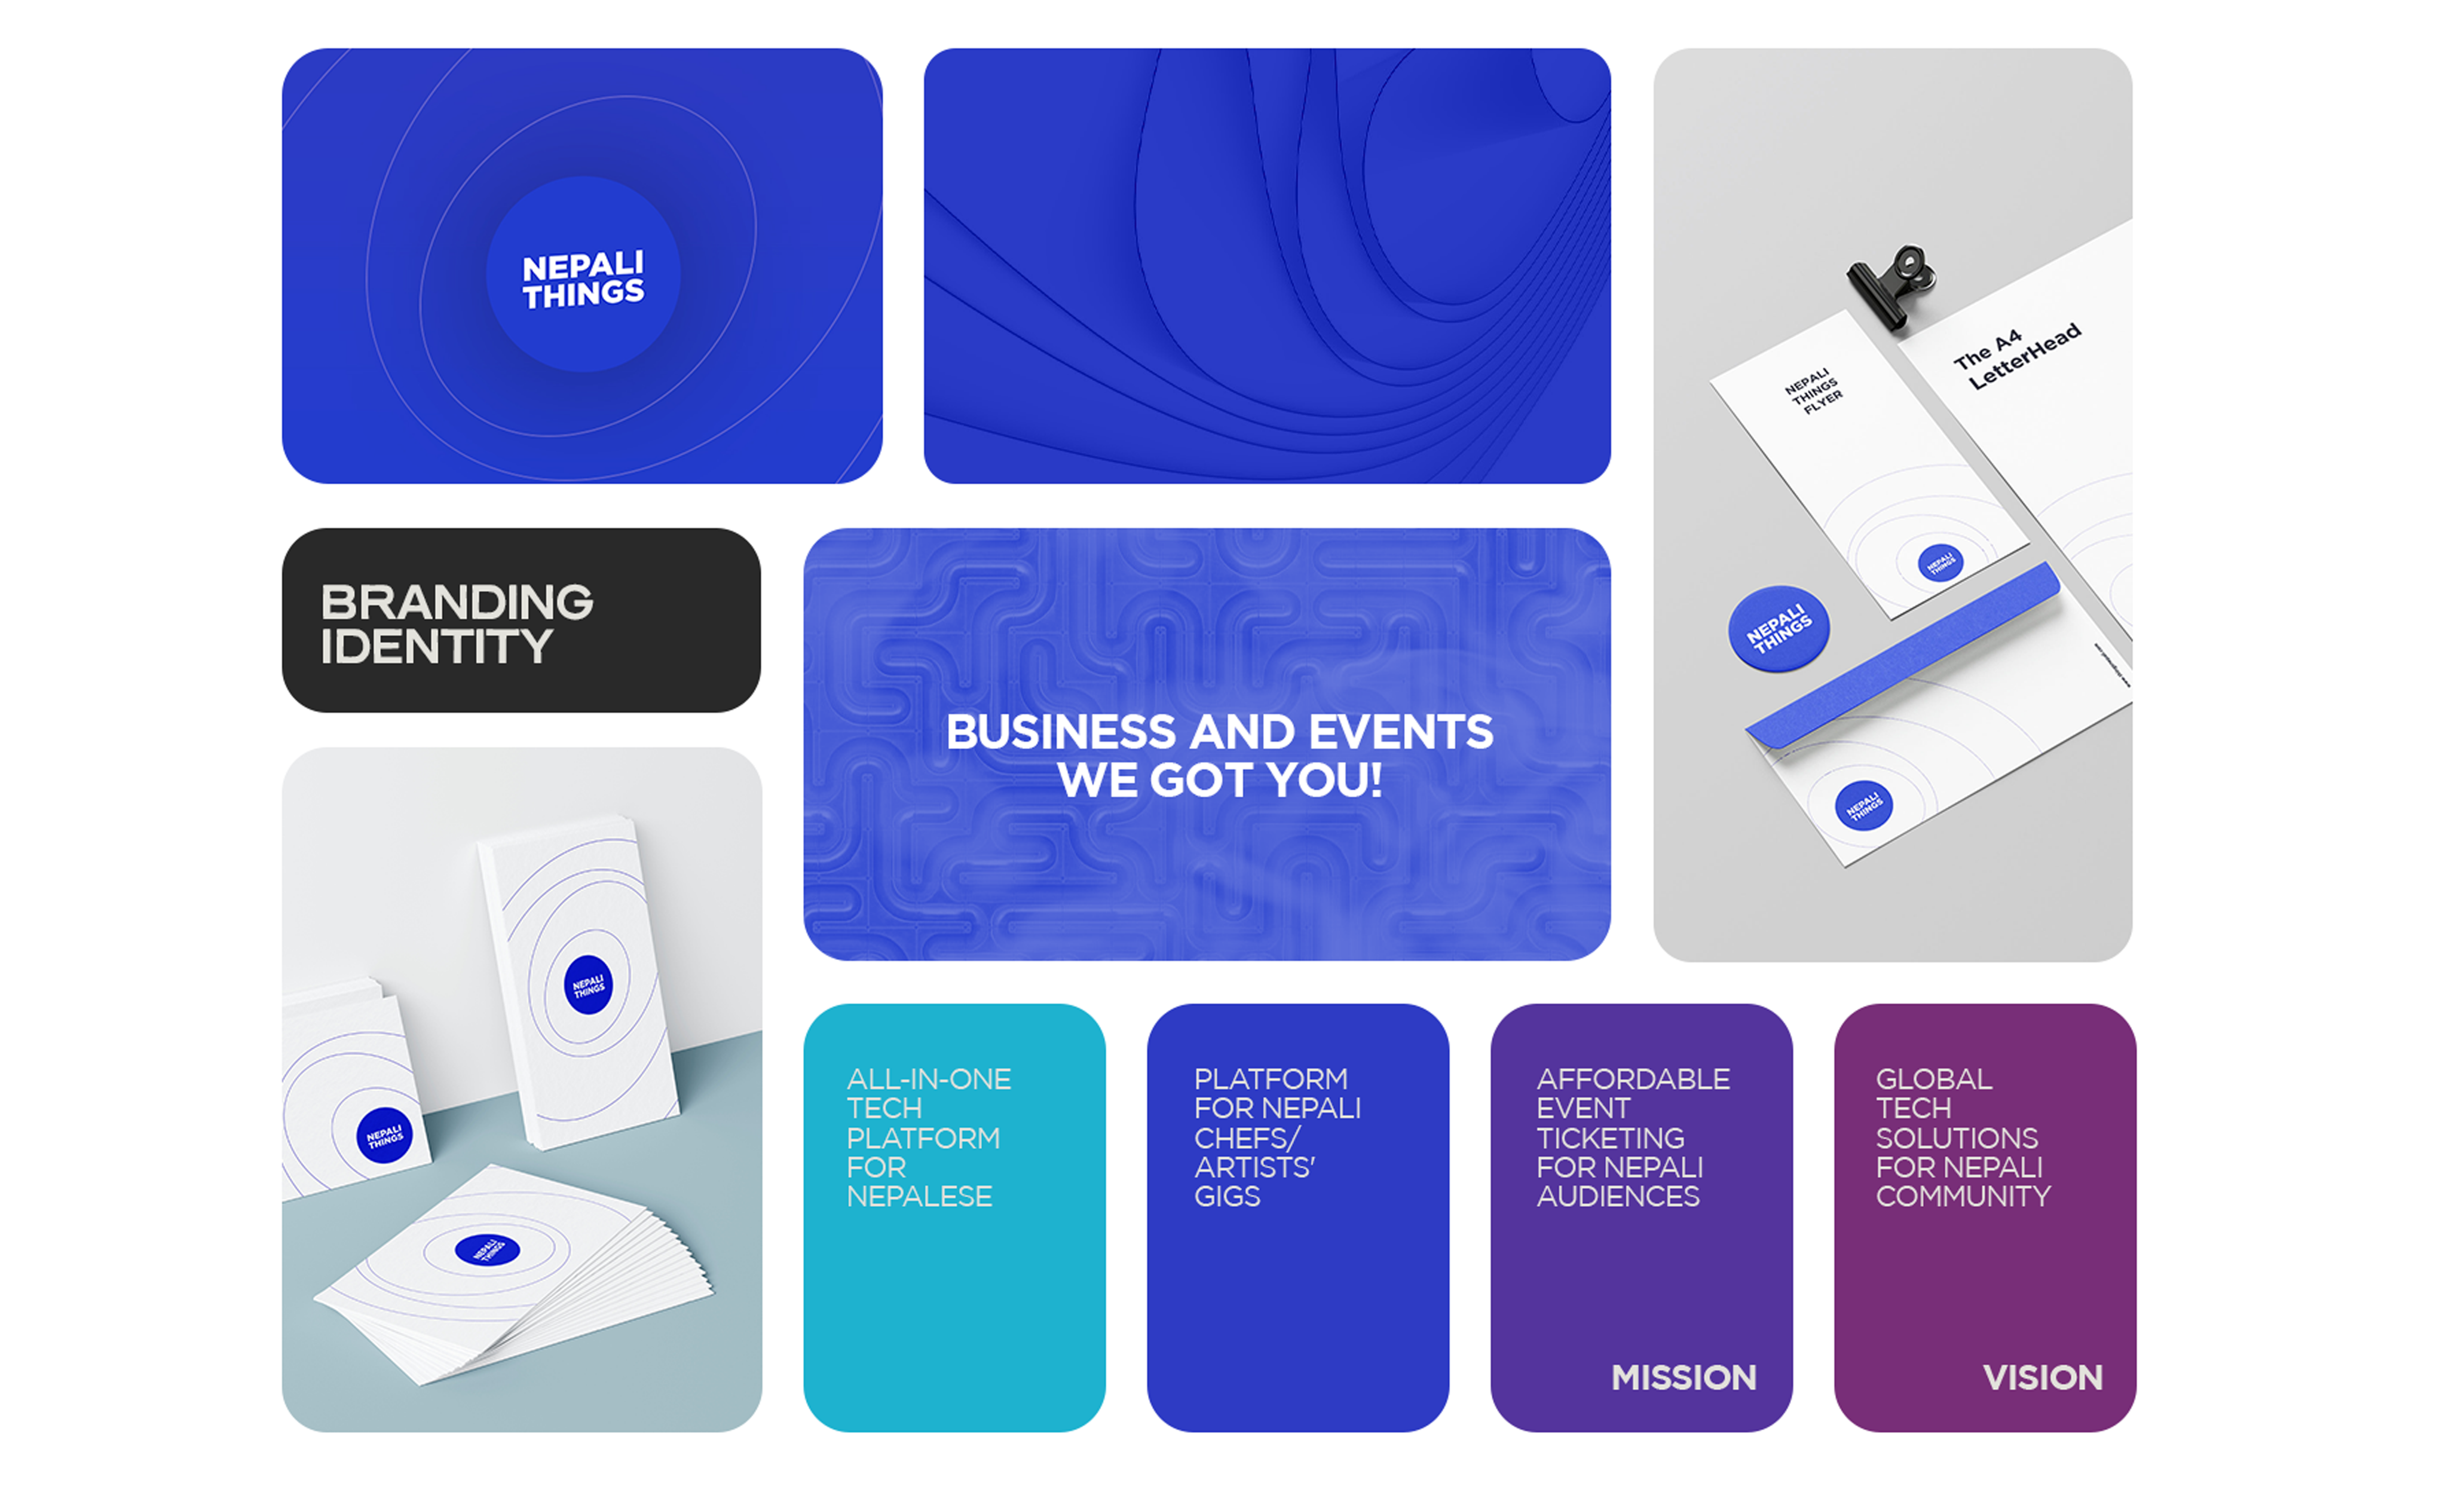 NEPALI
THINGS
The A4
LetterHead
NEPALI
THINGS
FLYER
NEPALI
THINGS
NEPALI
THINGS
NEPALI
THINGS
BRANDING
IDENTITY
BUSINESS AND EVENTS
WE GOT YOU!
NEPALI
THINGS
NEPALI
THINGS
NEPALI
THINGS
ALL-IN-ONE
TECH
PLATFORM
FOR
NEPALESE
PLATFORM
FOR NEPALI
CHEFS/
ARTISTS'
GIGS
AFFORDABLE
EVENT
TICKETING
FOR NEPALI
AUDIENCES
MISSION
GLOBAL
TECH
SOLUTIONS
FOR NEPALI
COMMUNITY
VISION